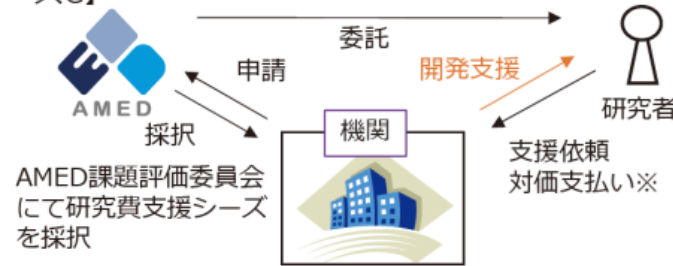 委託
申請
開発支援
AMED
研究者
採択
機関
支援依頼
対価支払い※
AMED課題評価委員会
にて研究費支援シーズ
を採択